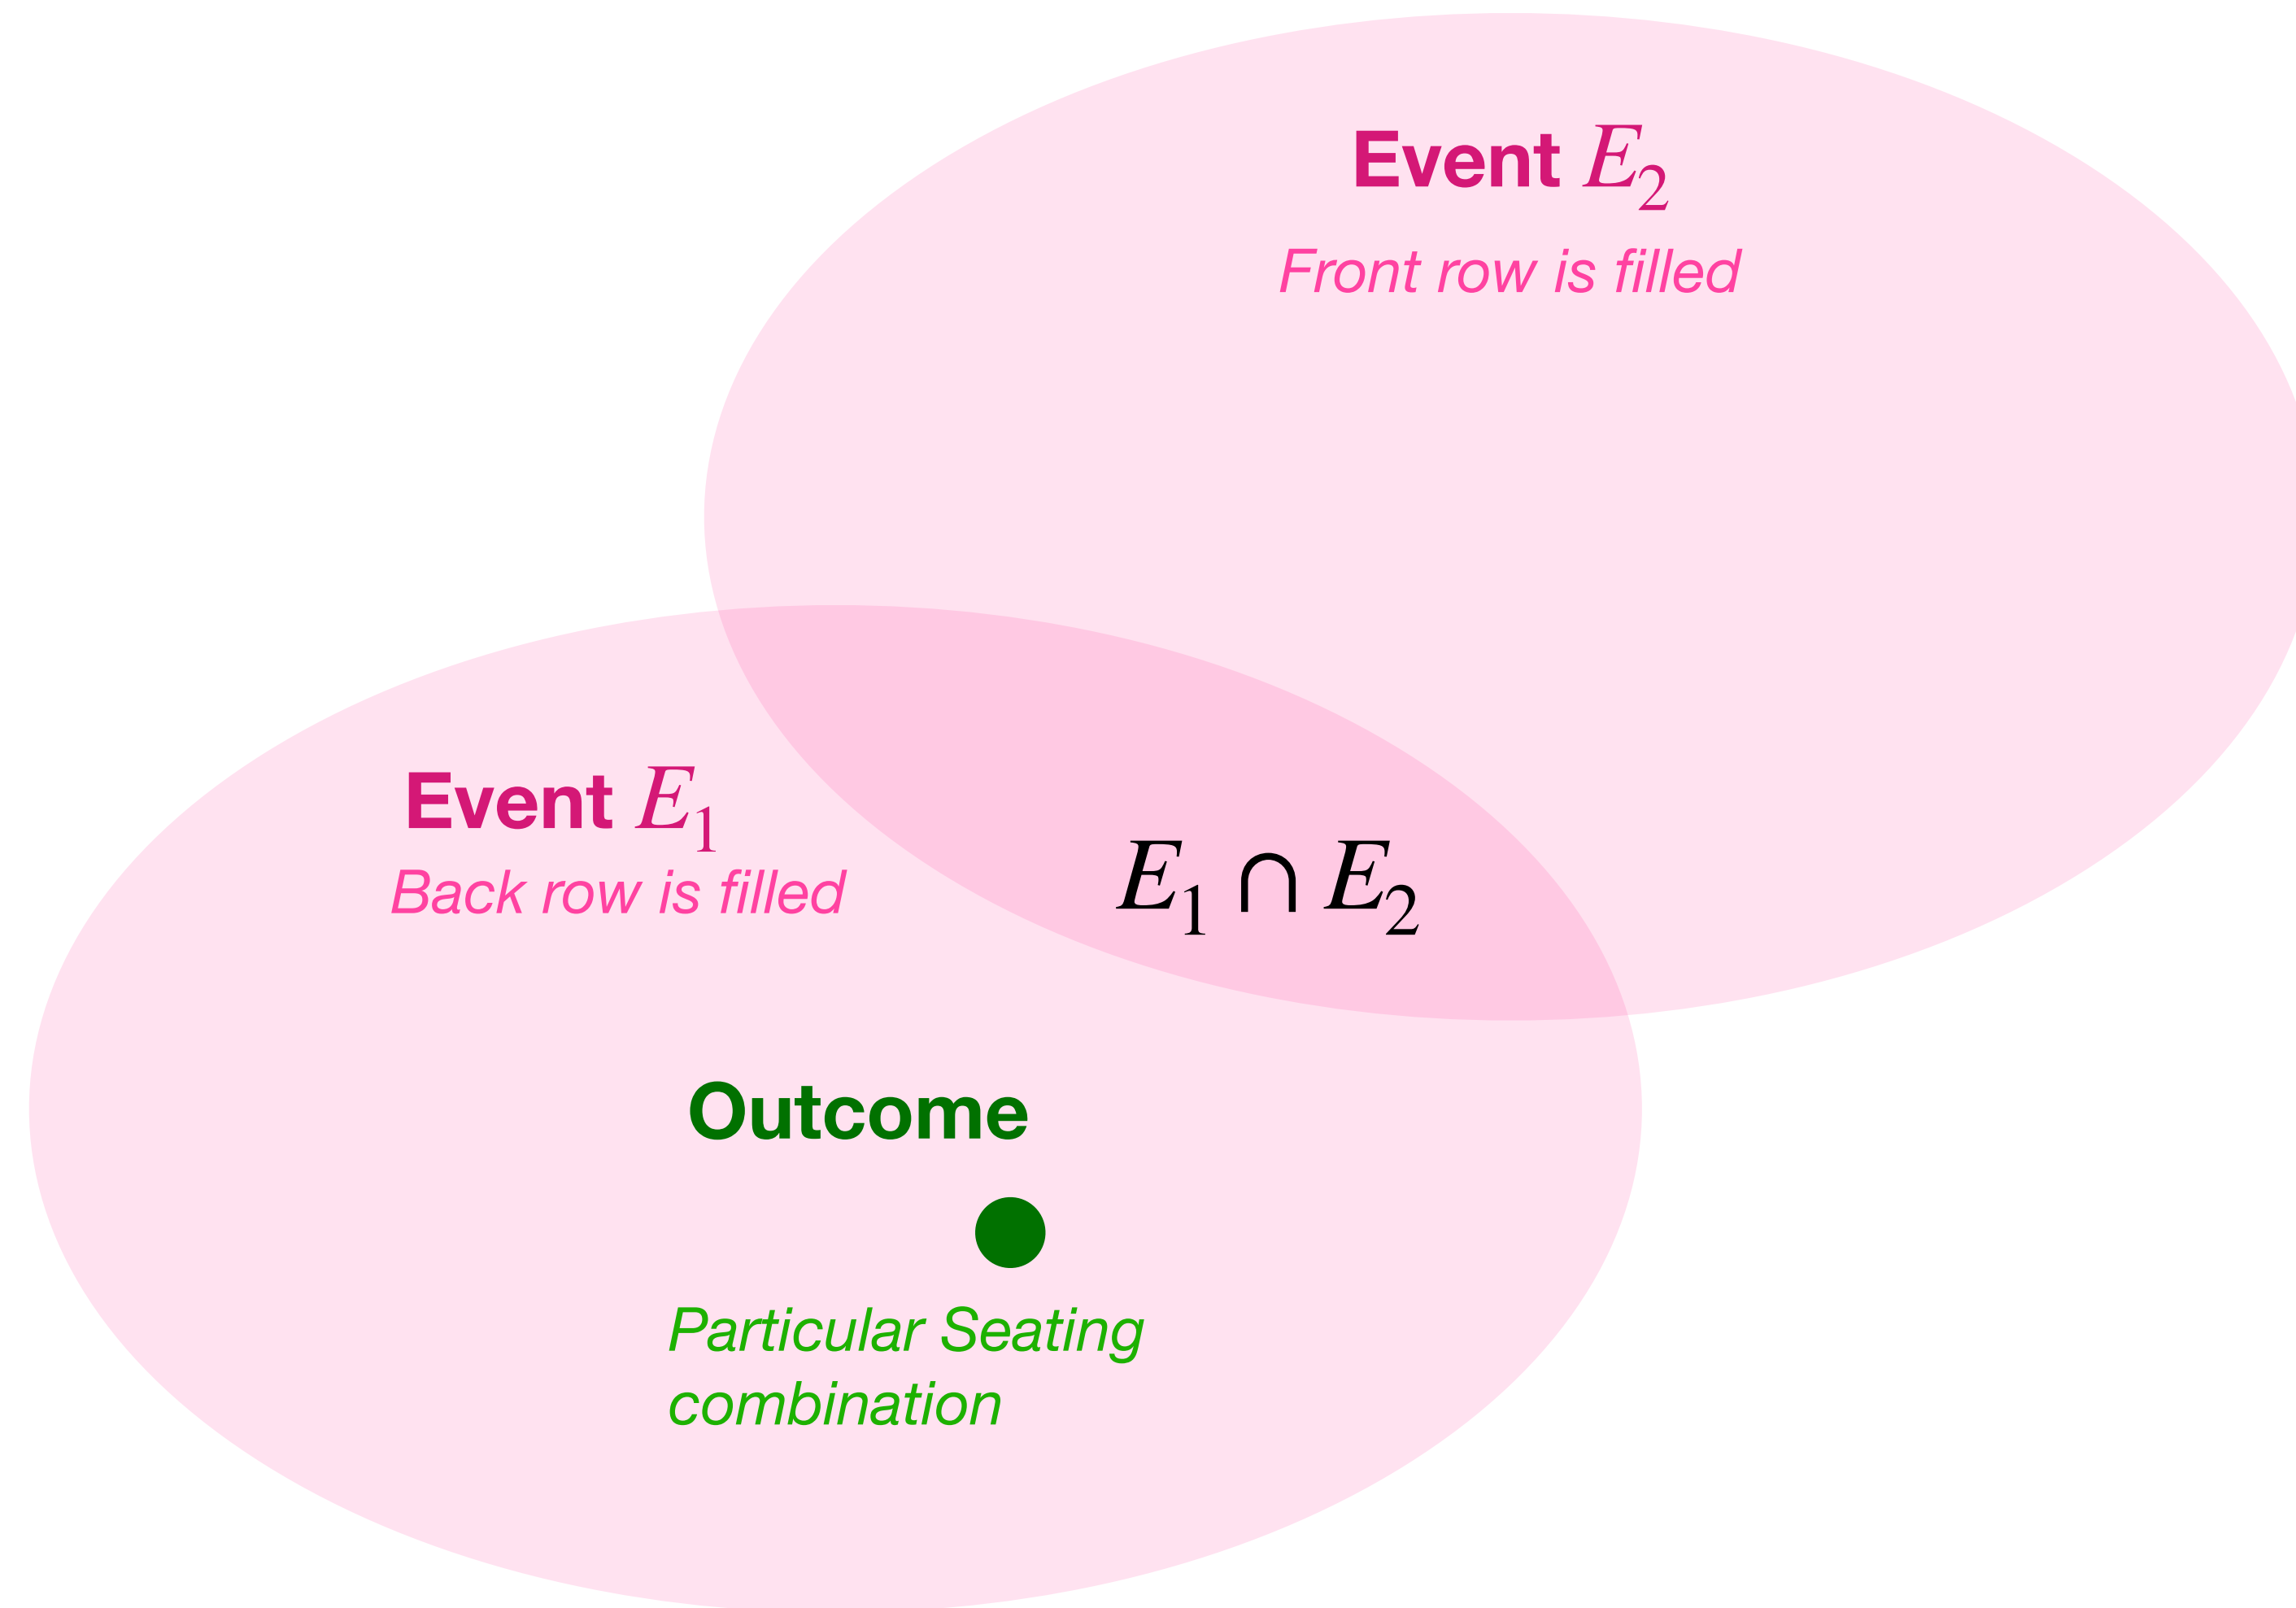 Event E₂
Front row is filled
Event E₁
Back row is filled
E₁ ∩ E₂
Outcome
Particular Seating
combination